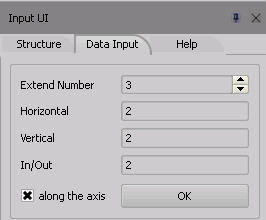 Input UI
Structure Data Input Help
Extend Number 3
Horizontal 2
Vertical 2
In/Out 2
along the axis OK